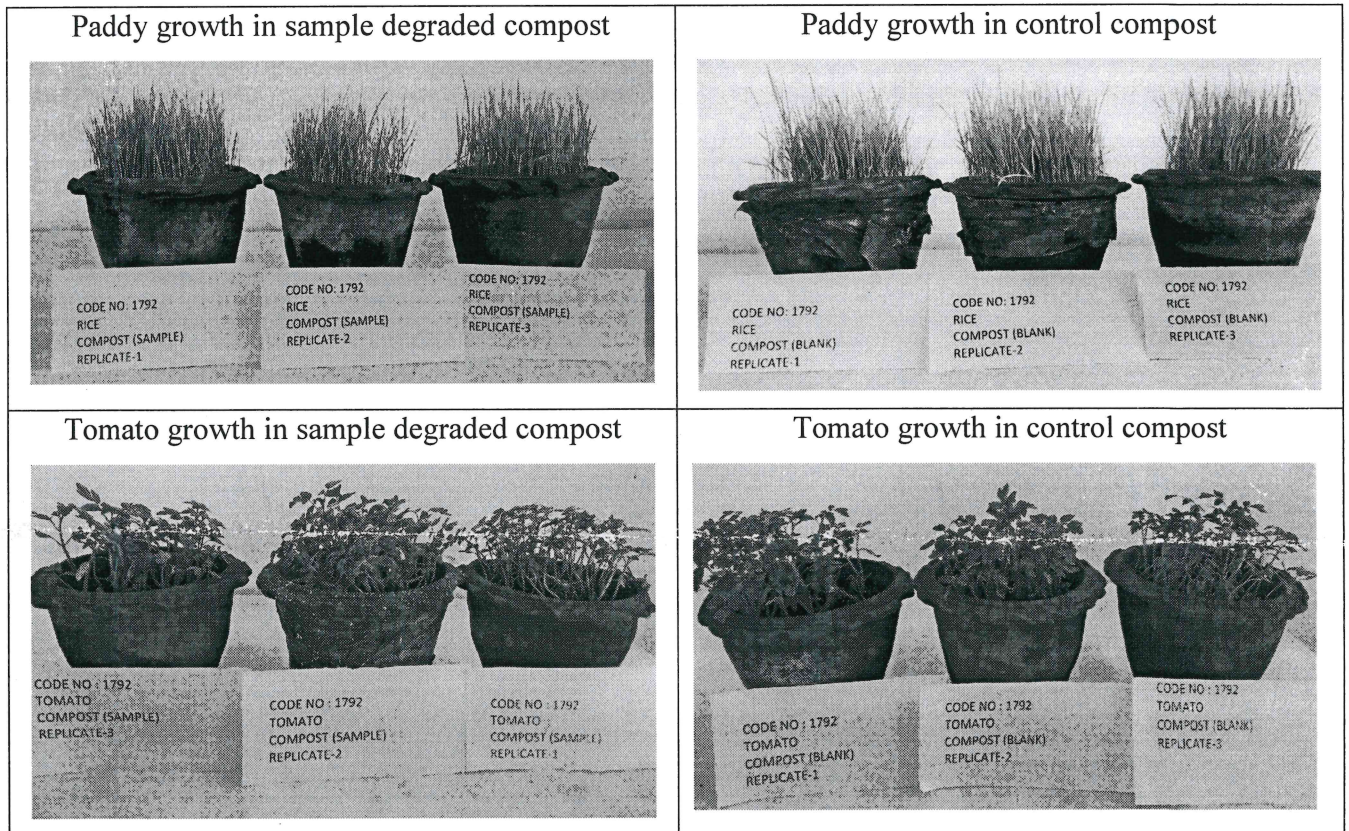 Paddy growth in sample degraded compost
CODE NO: 1792
RICE
COMPOST (SAMPLE)
REPLICATE-1
CODE NO: 1792
RICE
COMPOST (SAMPLE)
REPLICATE-2
CODE NO: 1792
RICE
COMPOST (SAMPLE)
REPLICATE-3
Paddy growth in control compost
CODE NO: 1792
RICE
COMPOST (BLANK)
REPLICATE-1
CODE NO: 1792
RICE
COMPOST (BLANK)
REPLICATE-2
CODE NO: 1792
RICE
COMPOST (BLANK)
REPLICATE-3
Tomato growth in sample degraded compost
CODE NO : 1792
TOMATO
COMPOST (SAMPLE)
REPLICATE-3
CODE NO : 1792
TOMATO
COMPOST (SAMPLE)
REPLICATE-2
CODE NO : 1792
TOMATO
COMPOST (SAMPLE)
REPLICATE-1
Tomato growth in control compost
CODE NO : 1792
TOMATO
COMPOST (BLANK)
REPLICATE-1
CODE NO : 1792
TOMATO
COMPOST (BLANK)
REPLICATE-2
CODE NO : 1792
TOMATO
COMPOST (BLANK)
REPLICATE-3